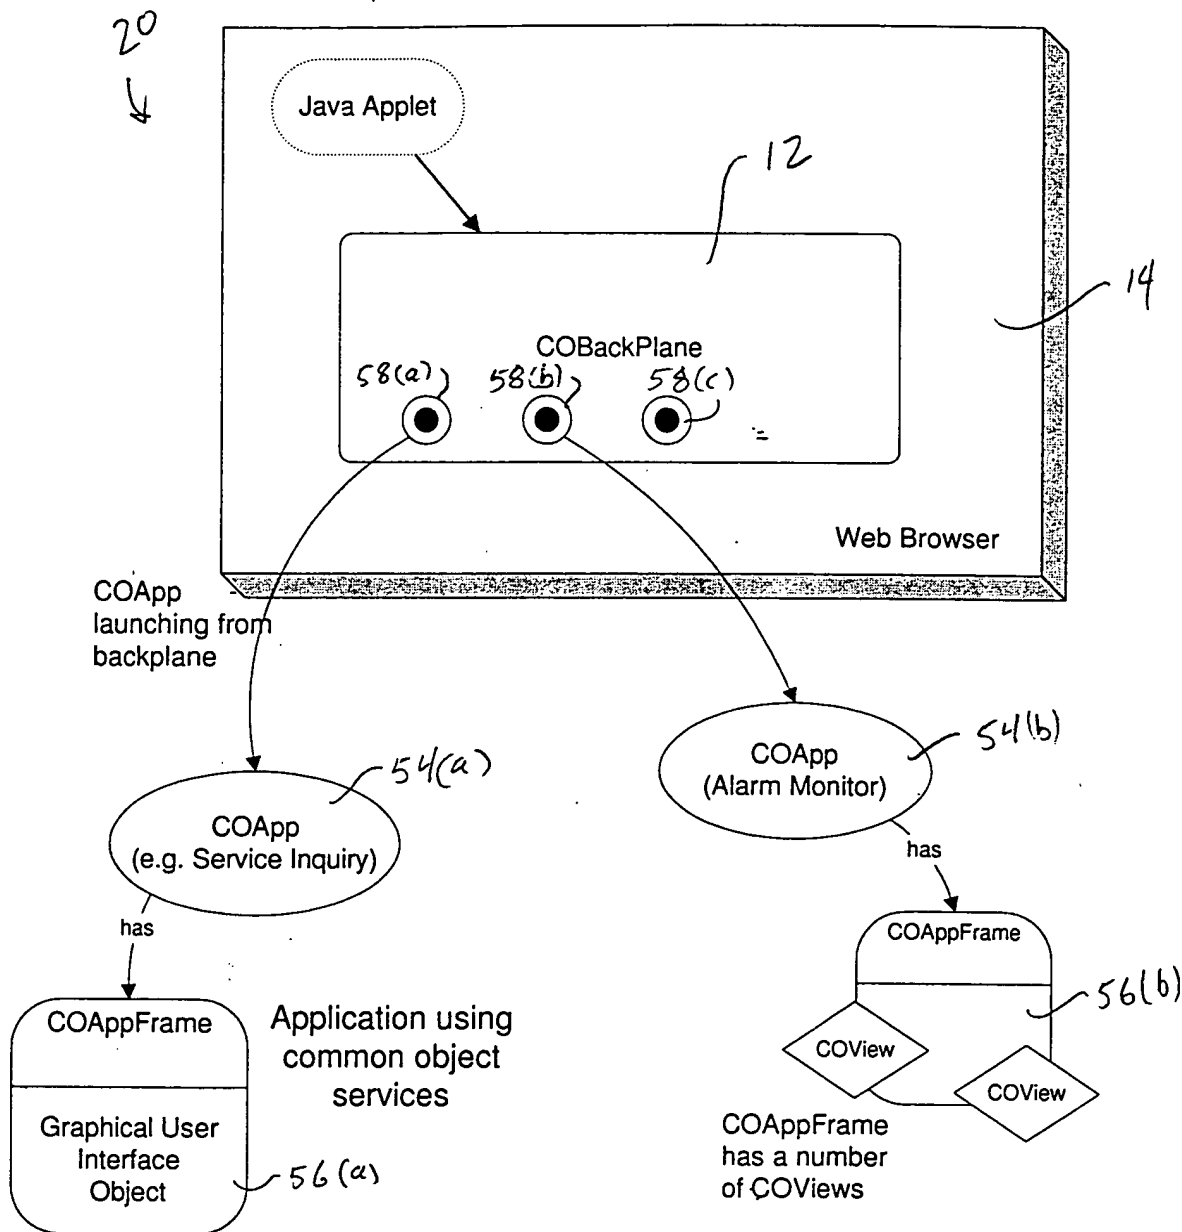 20
Java Applet
12
14
COBackPlane
58(a)
58(b)
58(c)
Web Browser
COApp
launching from
backplane
54(a)
54(b)
COApp
(Alarm Monitor)
COApp
(e.g. Service Inquiry)
has
has
COAppFrame
56(b)
COAppFrame
Application using
common object
services
COView
COView
Graphical User
Interface
Object
56(a)
COAppFrame
has a number
of COViews